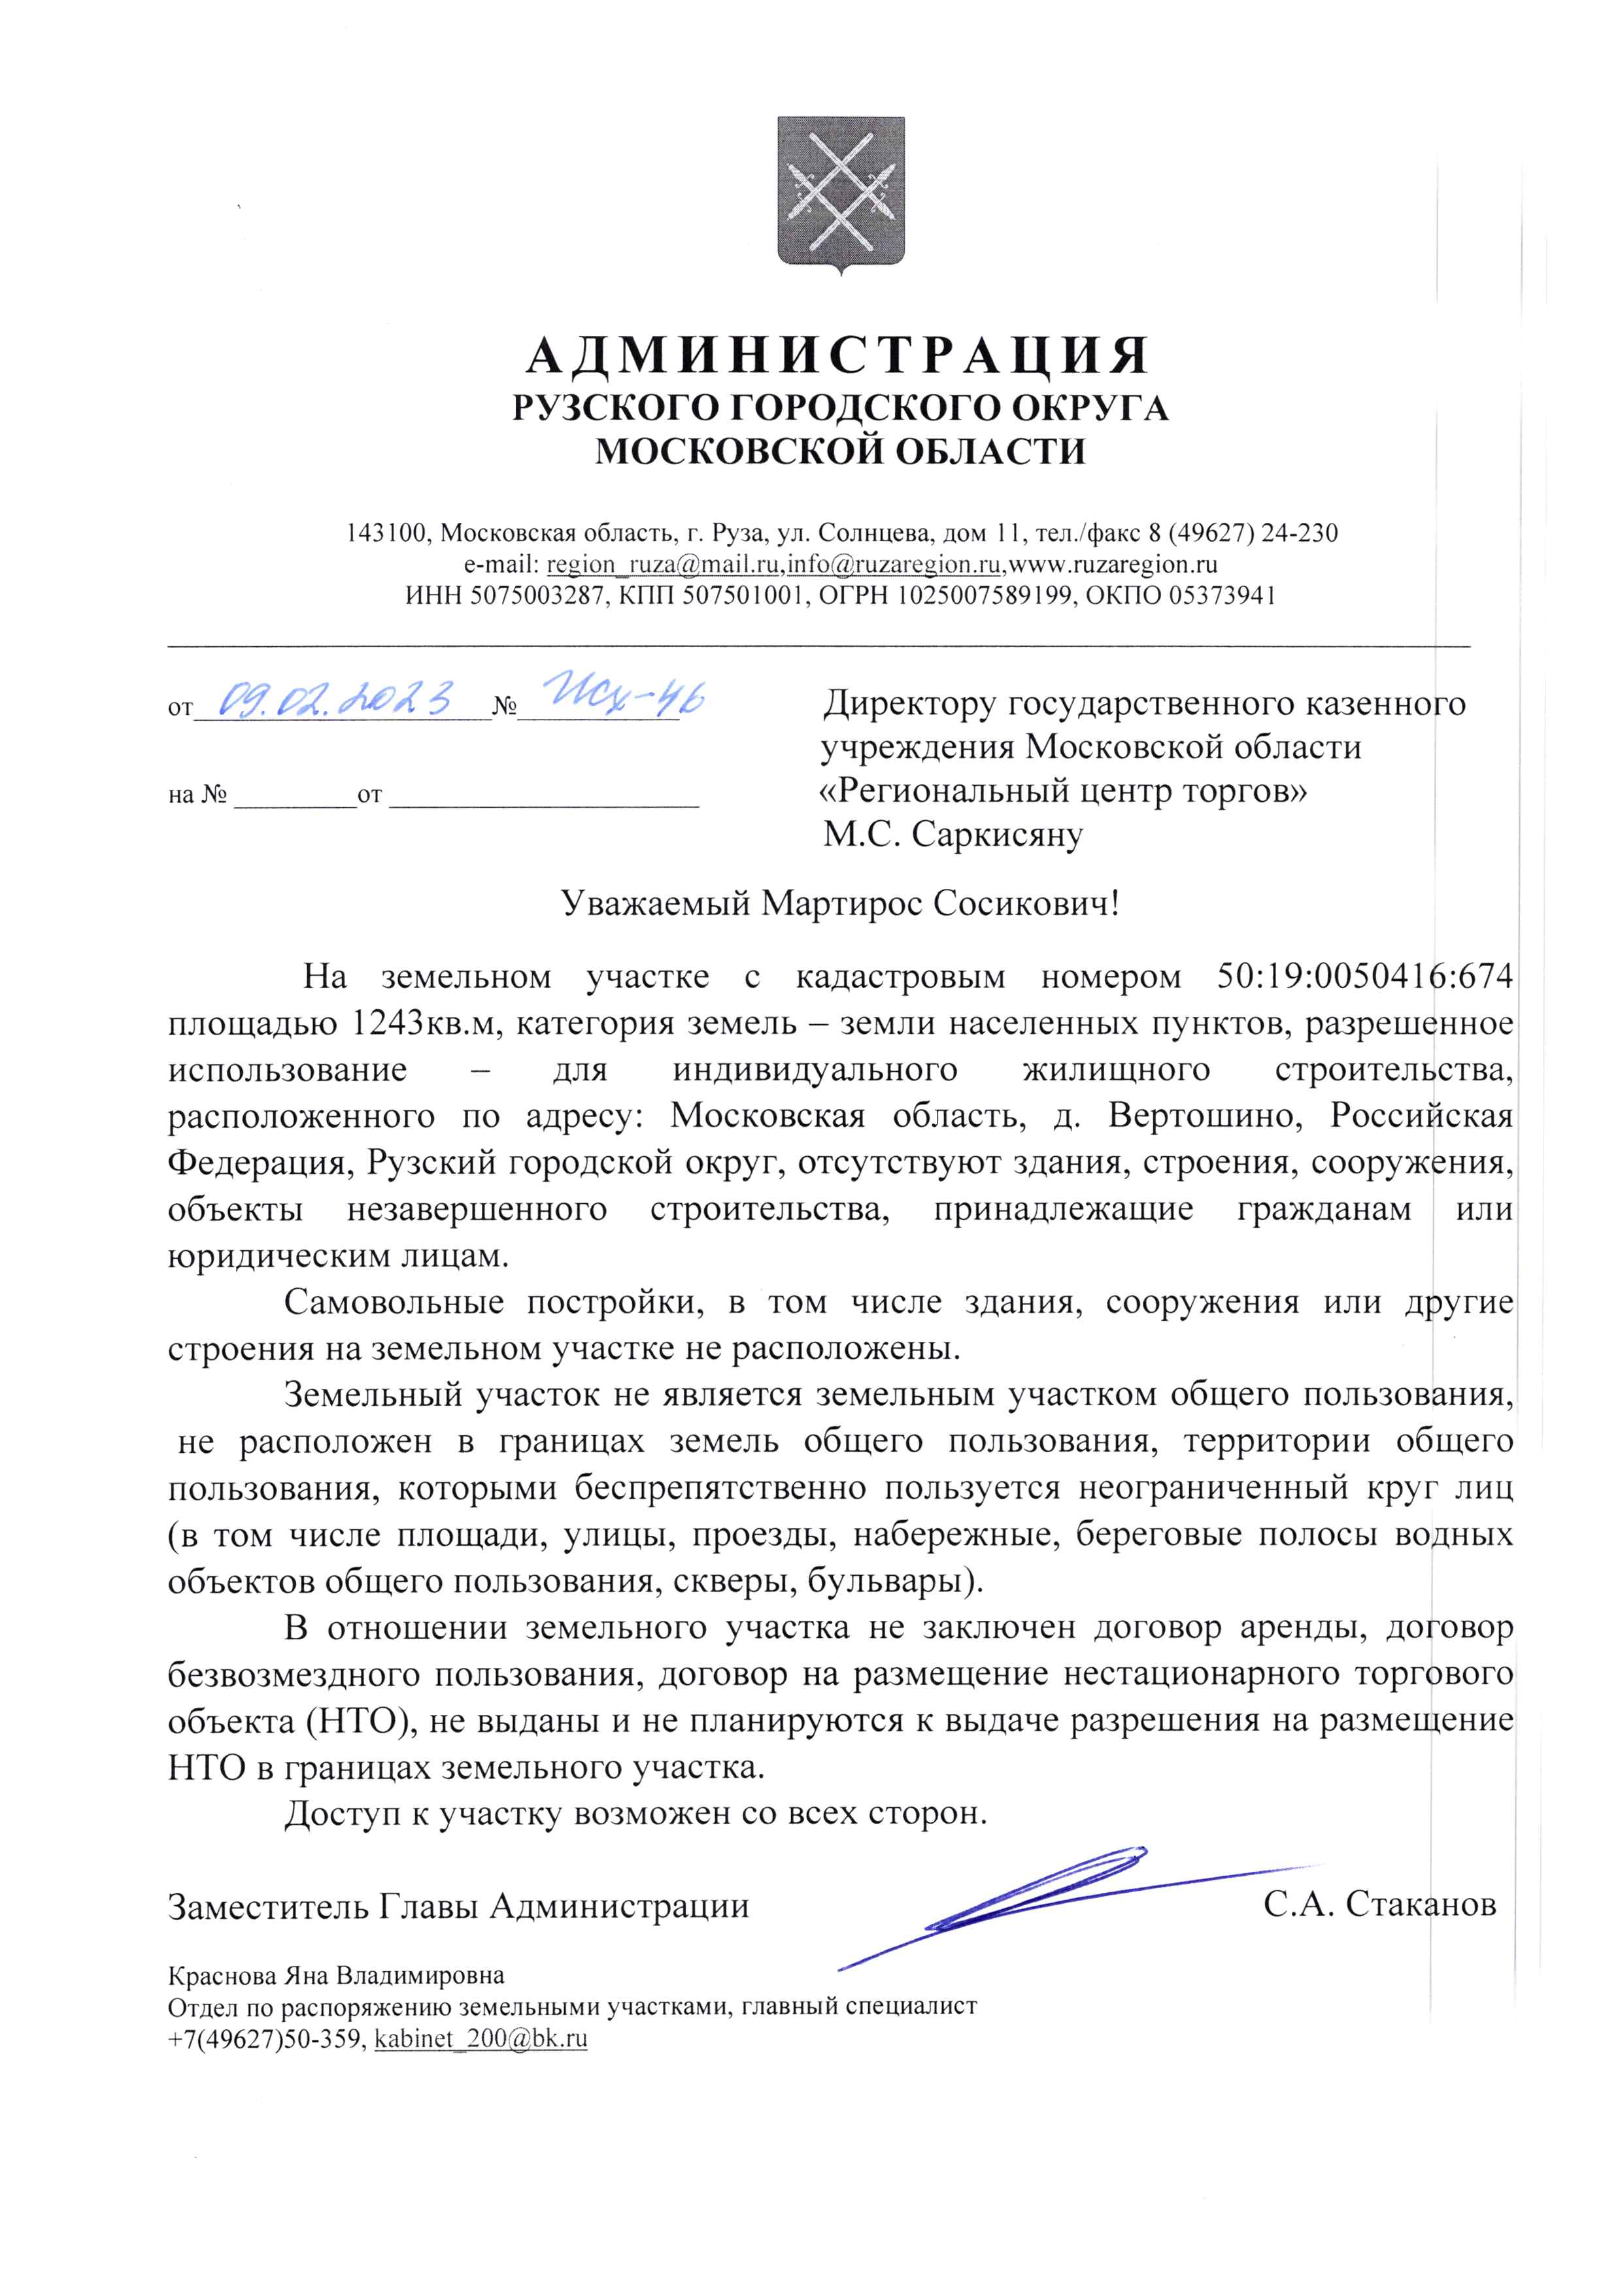 АДМИНИСТРАЦИЯ
РУЗСКОГО ГОРОДСКОГО ОКРУГА
МОСКОВСКОЙ ОБЛАСТИ
143100, Московская область, г. Руза, ул. Солнцева, дом 11, тел./факс 8 (49627) 24-230
e-mail: region_ruza@mail.ru,info@ruzaregion.ru,www.ruzaregion.ru
ИНН 5075003287, КПП 507501001, ОГРН 1025007589199, ОКПО 05373941
от 09.02.2023 № Исх-46
на № __________ от __________
Директору государственного казенного
учреждения Московской области
«Региональный центр торгов»
М.С. Саркисяну
Уважаемый Мартирос Сосикович!
На земельном участке с кадастровым номером 50:19:0050416:674
площадью 1243кв.м, категория земель – земли населенных пунктов, разрешенное
использование – для индивидуального жилищного строительства,
расположенного по адресу: Московская область, д. Вертошино, Российская
Федерация, Рузский городской округ, отсутствуют здания, строения, сооружения,
объекты незавершенного строительства, принадлежащие гражданам или
юридическим лицам.
Самовольные постройки, в том числе здания, сооружения или другие
строения на земельном участке не расположены.
Земельный участок не является земельным участком общего пользования,
не расположен в границах земель общего пользования, территории общего
пользования, которыми беспрепятственно пользуется неограниченный круг лиц
(в том числе площади, улицы, проезды, набережные, береговые полосы водных
объектов общего пользования, скверы, бульвары).
В отношении земельного участка не заключен договор аренды, договор
безвозмездного пользования, договор на размещение нестационарного торгового
объекта (НТО), не выданы и не планируются к выдаче разрешения на размещение
НТО в границах земельного участка.
Доступ к участку возможен со всех сторон.
Заместитель Главы Администрации С.А. Стаканов
Краснова Яна Владимировна
Отдел по распоряжению земельными участками, главный специалист
+7(49627)50-359, kabinet_200@bk.ru